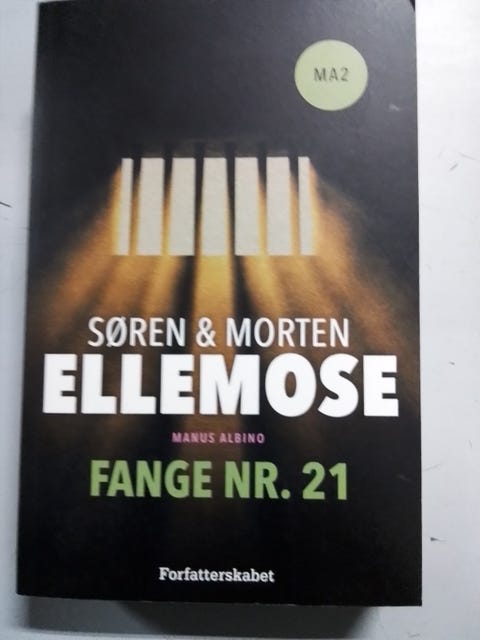 MA2
SØREN & MORTEN
ELLEMOSE
MANUS ALBINO
FANGE NR. 21
Forfatterskabet